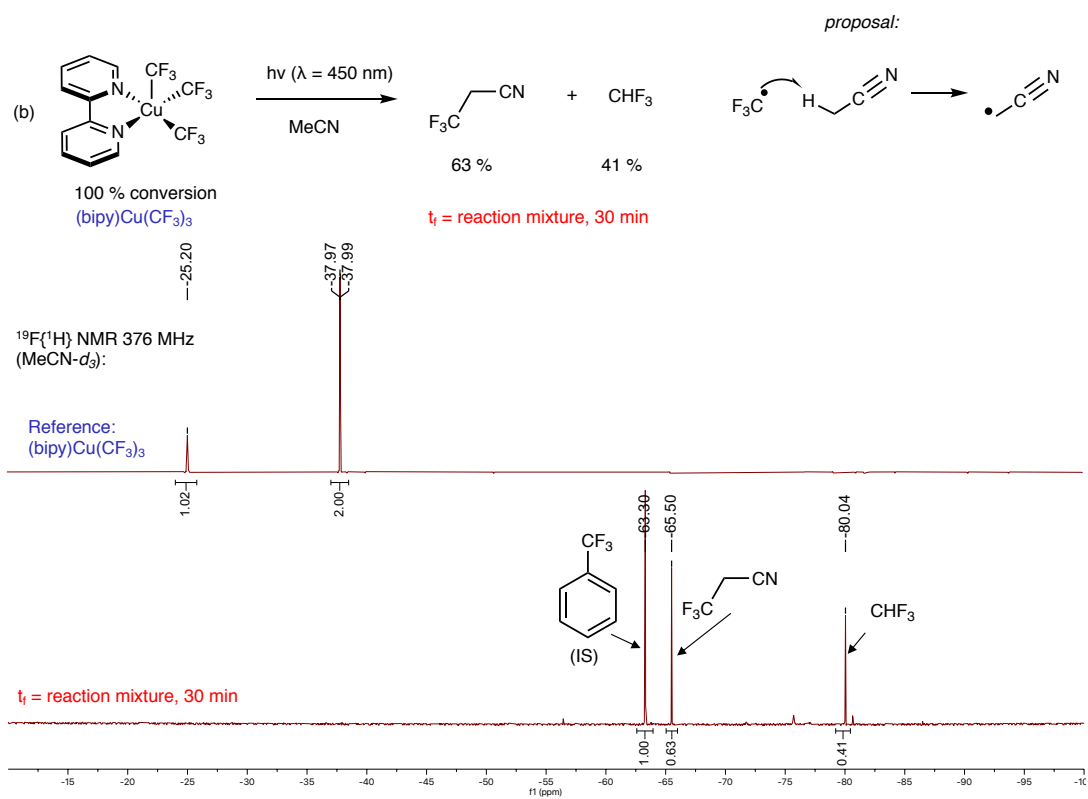 proposal:
(b)
N
N
Cu
CF3
CF3
CF3
hν (λ = 450 nm)
MeCN
F3C
CN
+
CHF3
F3C
H
N
N
63 %
41 %
100 % conversion
(bipy)Cu(CF3)3
tf = reaction mixture, 30 min
-25.20
-37.97
-37.99
19F{1H} NMR 376 MHz
(MeCN-d3):
Reference:
(bipy)Cu(CF3)3
1.02
2.00
-63.30
-65.50
-80.04
CF3
(IS)
F3C
CN
CHF3
tf = reaction mixture, 30 min
1.00
0.63
0.41
-15 -20 -25 -30 -35 -40 -45 -50 -55 -60 -65 -70 -75 -80 -85 -90 -95 -10
f1 (ppm)